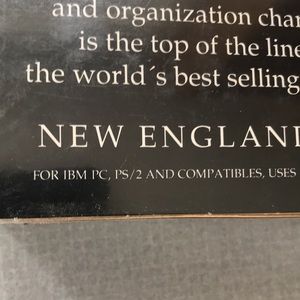 and organization char
is the top of the line
the world´s best selling
NEW ENGLAND
FOR IBM PC, PS/2 AND COMPATIBLES, USES